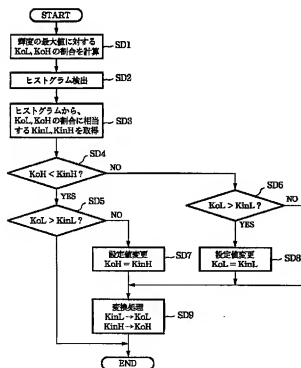 START
輝度の最大値に対する
KoL, KoHの割合を計算
SD1
ヒストグラム検出
SD2
ヒストグラムから、
KoL, KoHの割合に相当
するKinL, KinHを取得
SD3
KoH < KinH ?
SD4
NO
YES
KoL > KinL ?
SD5
NO
YES
KoL > KinL ?
SD6
NO
YES
設定値変更
KoH = KinH
SD7
設定値変更
KoL = KinL
SD8
変換処理
KinL → KoL
KinH → KoH
SD9
END